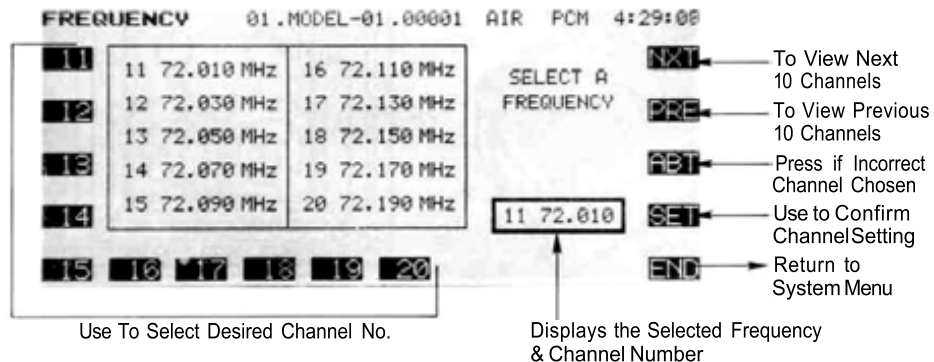 FREQUENCY 01.MODEL-01.00001 AIR PCM 4:29:08
11
12
13
14
15 16 17 18 19 20
11 72.010 MHz
12 72.030 MHz
13 72.050 MHz
14 72.070 MHz
15 72.090 MHz
16 72.110 MHz
17 72.130 MHz
18 72.150 MHz
19 72.170 MHz
20 72.190 MHz
SELECT A
FREQUENCY
11 72.010
NXT
PRE
ABT
SET
END
To View Next
10 Channels
To View Previous
10 Channels
Press if Incorrect
Channel Chosen
Use to Confirm
Channel Setting
Return to
System Menu
Use To Select Desired Channel No.
Displays the Selected Frequency
& Channel Number